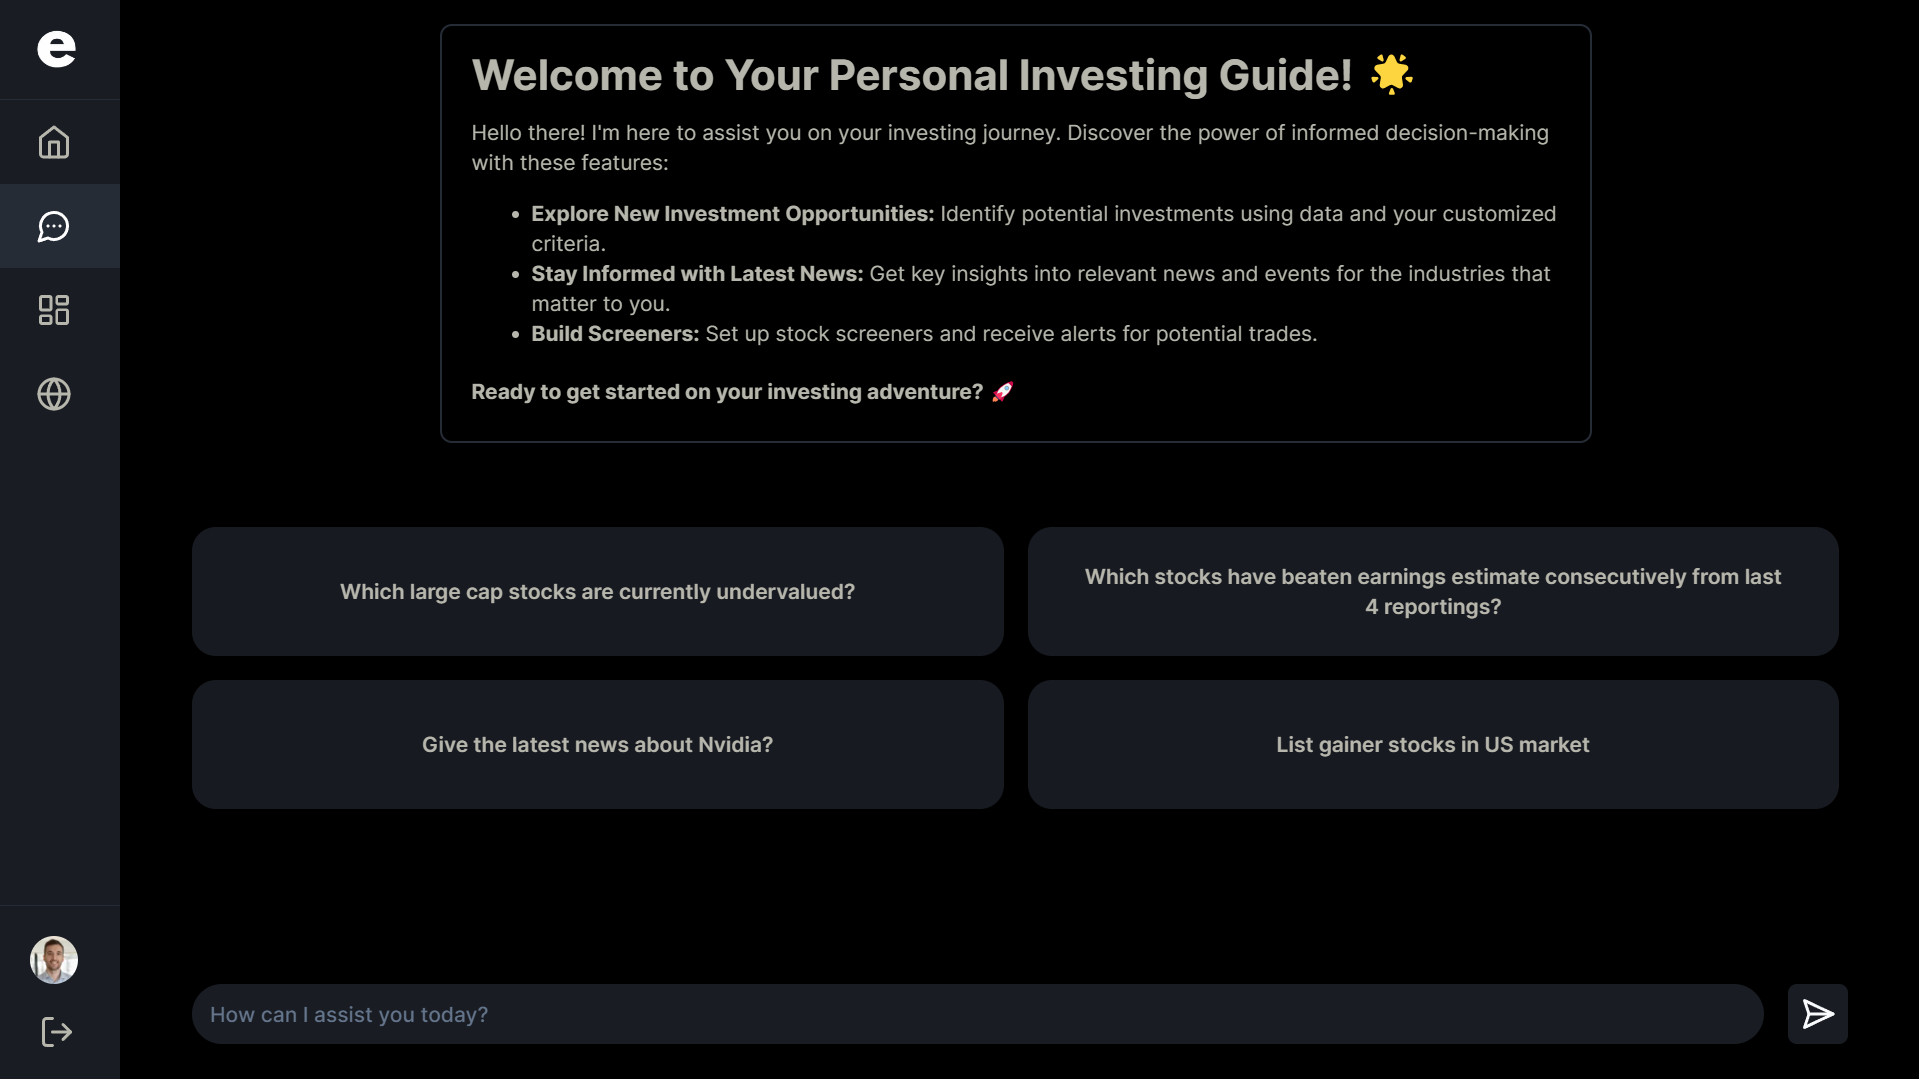 e
Welcome to Your Personal Investing Guide! 🌟
Hello there! I'm here to assist you on your investing journey. Discover the power of informed decision-making
with these features:
• Explore New Investment Opportunities: Identify potential investments using data and your customized
criteria.
• Stay Informed with Latest News: Get key insights into relevant news and events for the industries that
matter to you.
• Build Screeners: Set up stock screeners and receive alerts for potential trades.
Ready to get started on your investing adventure? 🚀
Which large cap stocks are currently undervalued?
Which stocks have beaten earnings estimate consecutively from last
4 reportings?
Give the latest news about Nvidia?
List gainer stocks in US market
How can I assist you today?